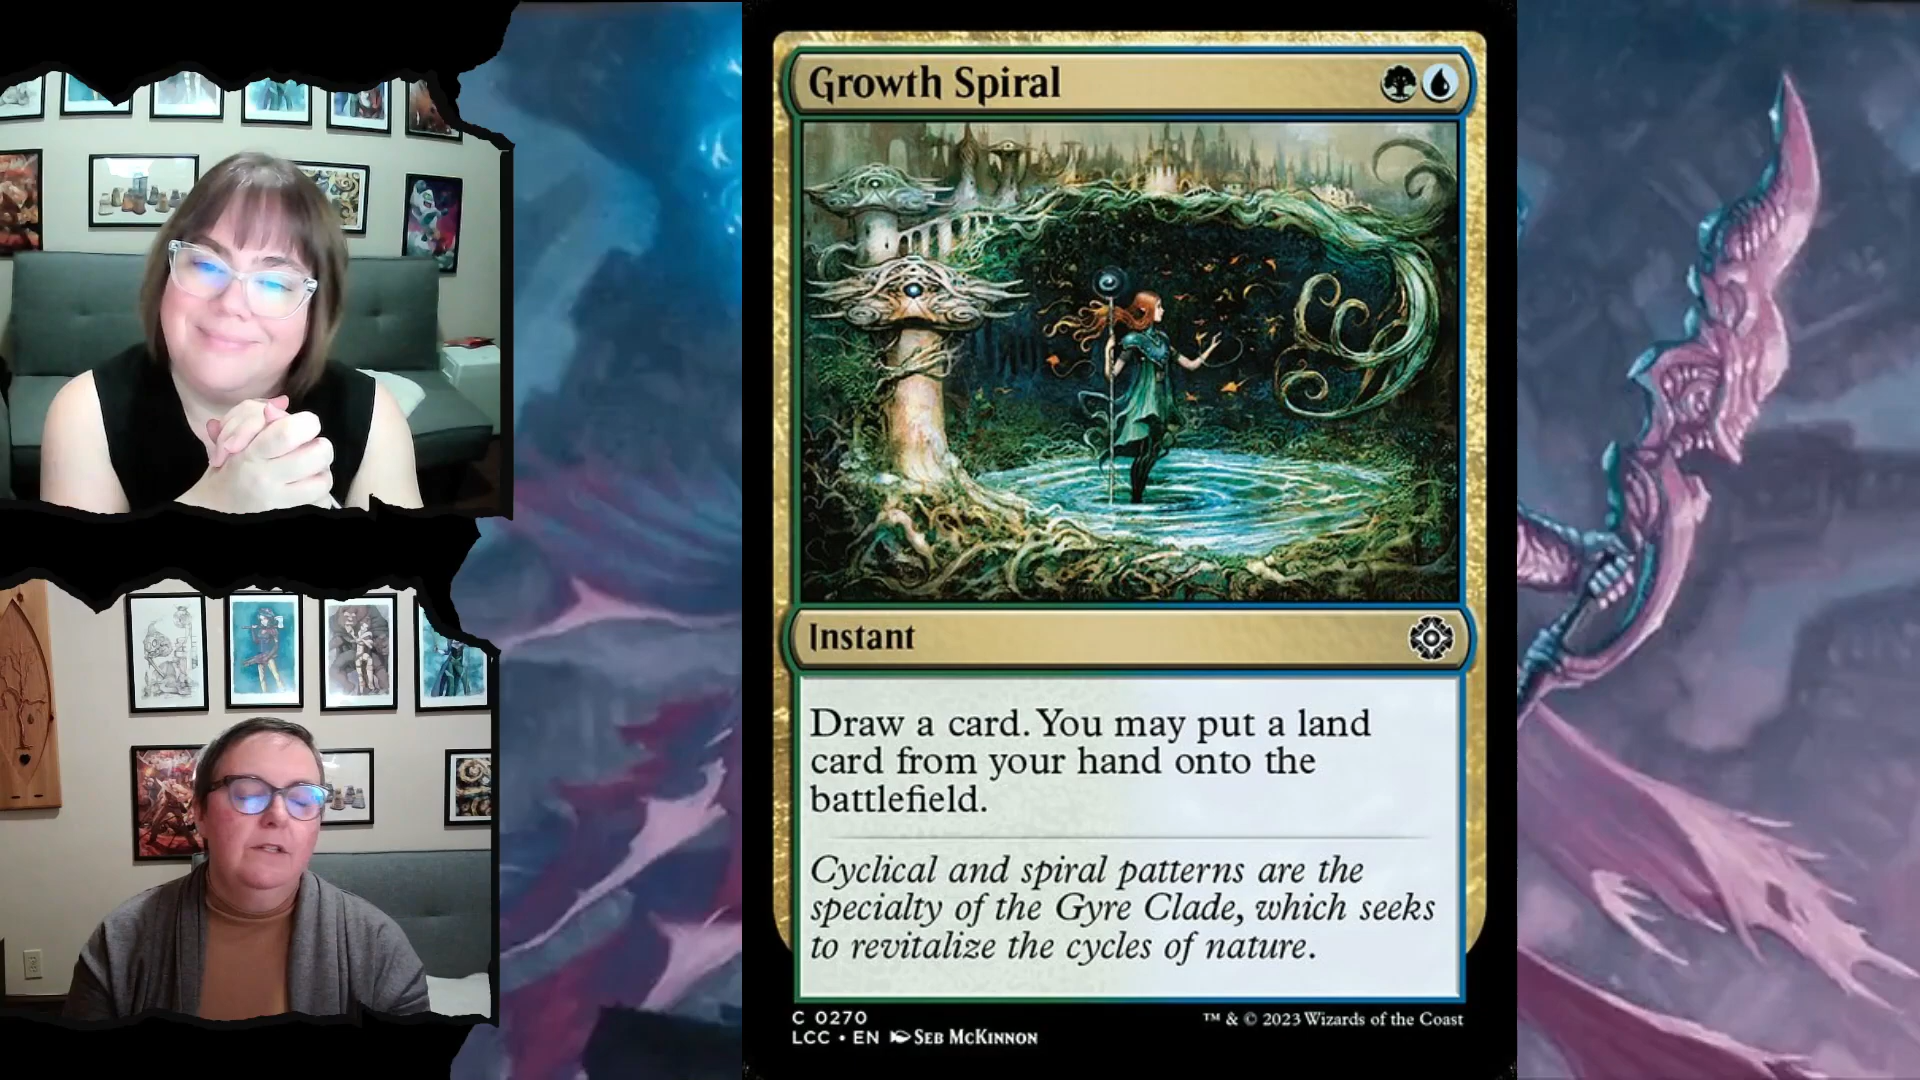 Growth Spiral
Instant
Draw a card. You may put a land
card from your hand onto the
battlefield.
Cyclical and spiral patterns are the
specialty of the Gyre Clade, which seeks
to revitalize the cycles of nature.
C 0270
LCC • EN Seb McKinnon
™ & © 2023 Wizards of the Coast